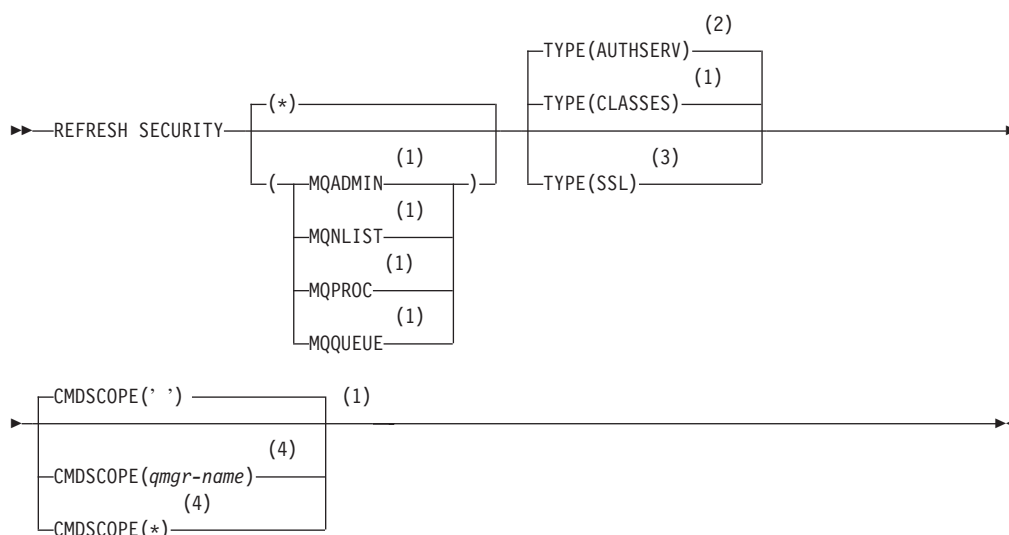 (2)
TYPE(AUTHSERV)
(1)
(*) TYPE(CLASSES)
REFRESH SECURITY
(1) (3)
( MQADMIN ) TYPE(SSL)
(1)
MQNLIST
(1)
MQPROC
(1)
MQQUEUE
CMDSCOPE(’ ’) (1)
(4)
CMDSCOPE(qmgr-name)
(4)
CMDSCOPE(*)